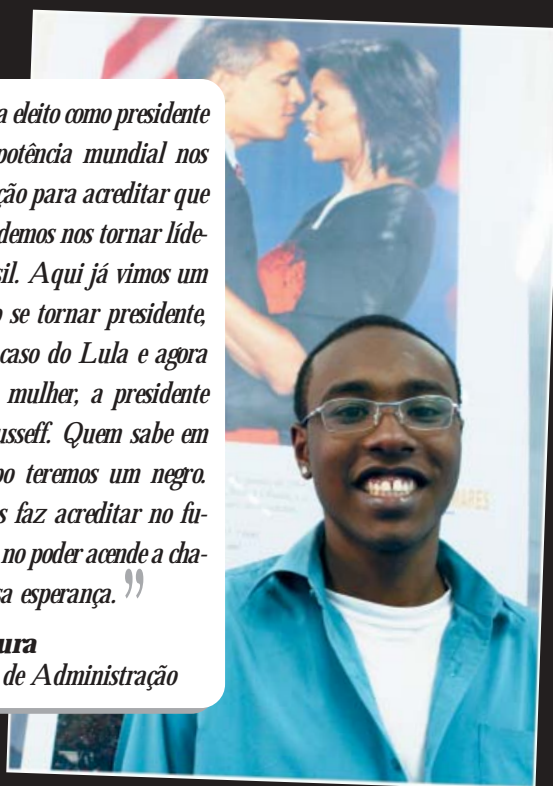 a eleito como presidente
potência mundial nos
ção para acreditar que
demos nos tornar líde-
sil. Aqui já vimos um
o se tornar presidente,
caso do Lula e agora
mulher, a presidente
usseff. Quem sabe em
po teremos um negro.
s faz acreditar no fu-
no poder acende a cha-
sa esperança. ”
ura
de Administração
ARES